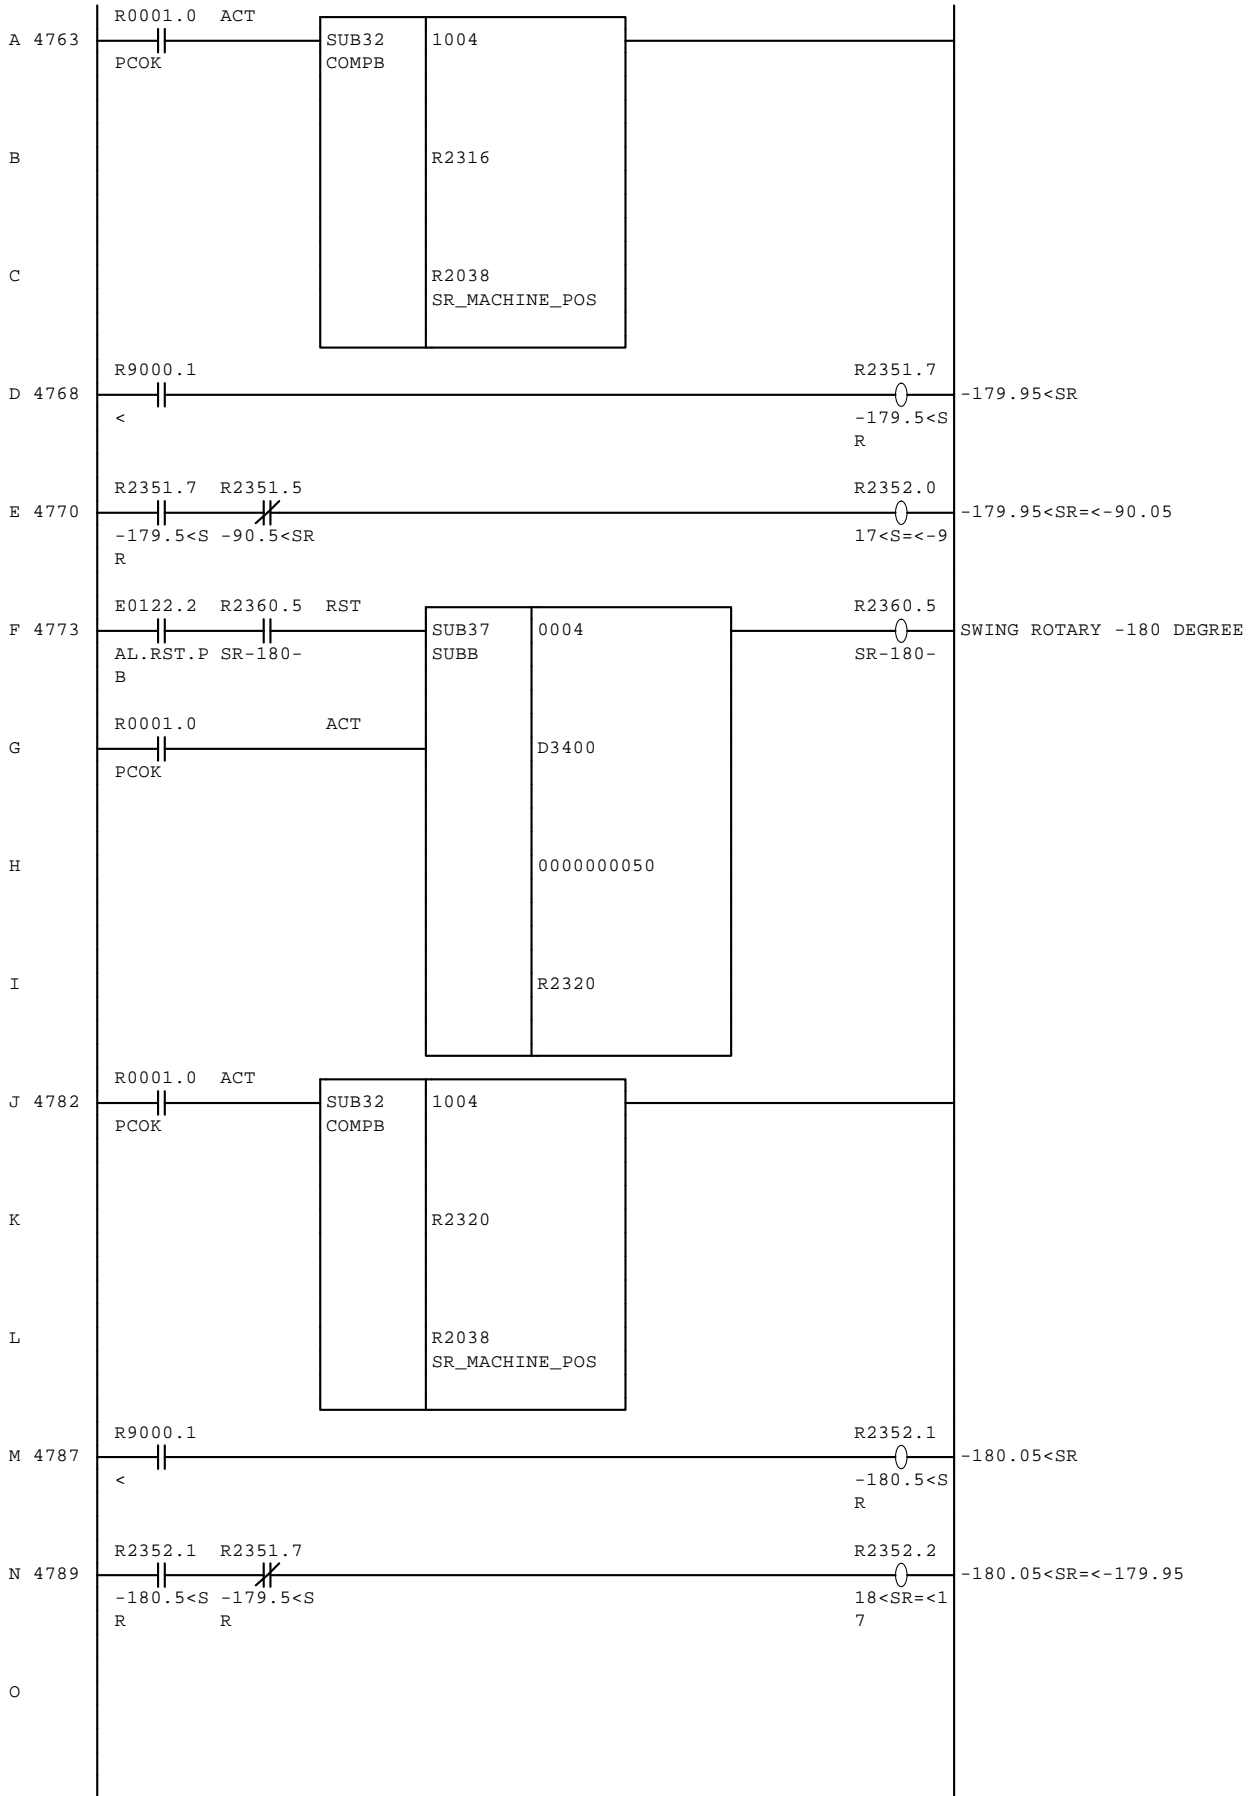 R0001.0 ACT
A 4763 SUB32 1004
PCOK COMPB
B R2316
C R2038
SR_MACHINE_POS
R9000.1 R2351.7
D 4768 -179.95<SR
< -179.5<S
R
R2351.7 R2351.5 R2352.0
E 4770 -179.95<SR=<-90.05
-179.5<S -90.5<SR 17<S=<-9
R
E0122.2 R2360.5 RST R2360.5
F 4773 SUB37 0004 SWING ROTARY -180 DEGREE
AL.RST.P SR-180- SUBB SR-180-
B
R0001.0 ACT
G D3400
PCOK
H 0000000050
I R2320
R0001.0 ACT
J 4782 SUB32 1004
PCOK COMPB
K R2320
L R2038
SR_MACHINE_POS
R9000.1 R2352.1
M 4787 -180.05<SR
< -180.5<S
R
R2352.1 R2351.7 R2352.2
N 4789 -180.05<SR=<-179.95
-180.5<S -179.5<S 18<SR=<1
R R 7
O